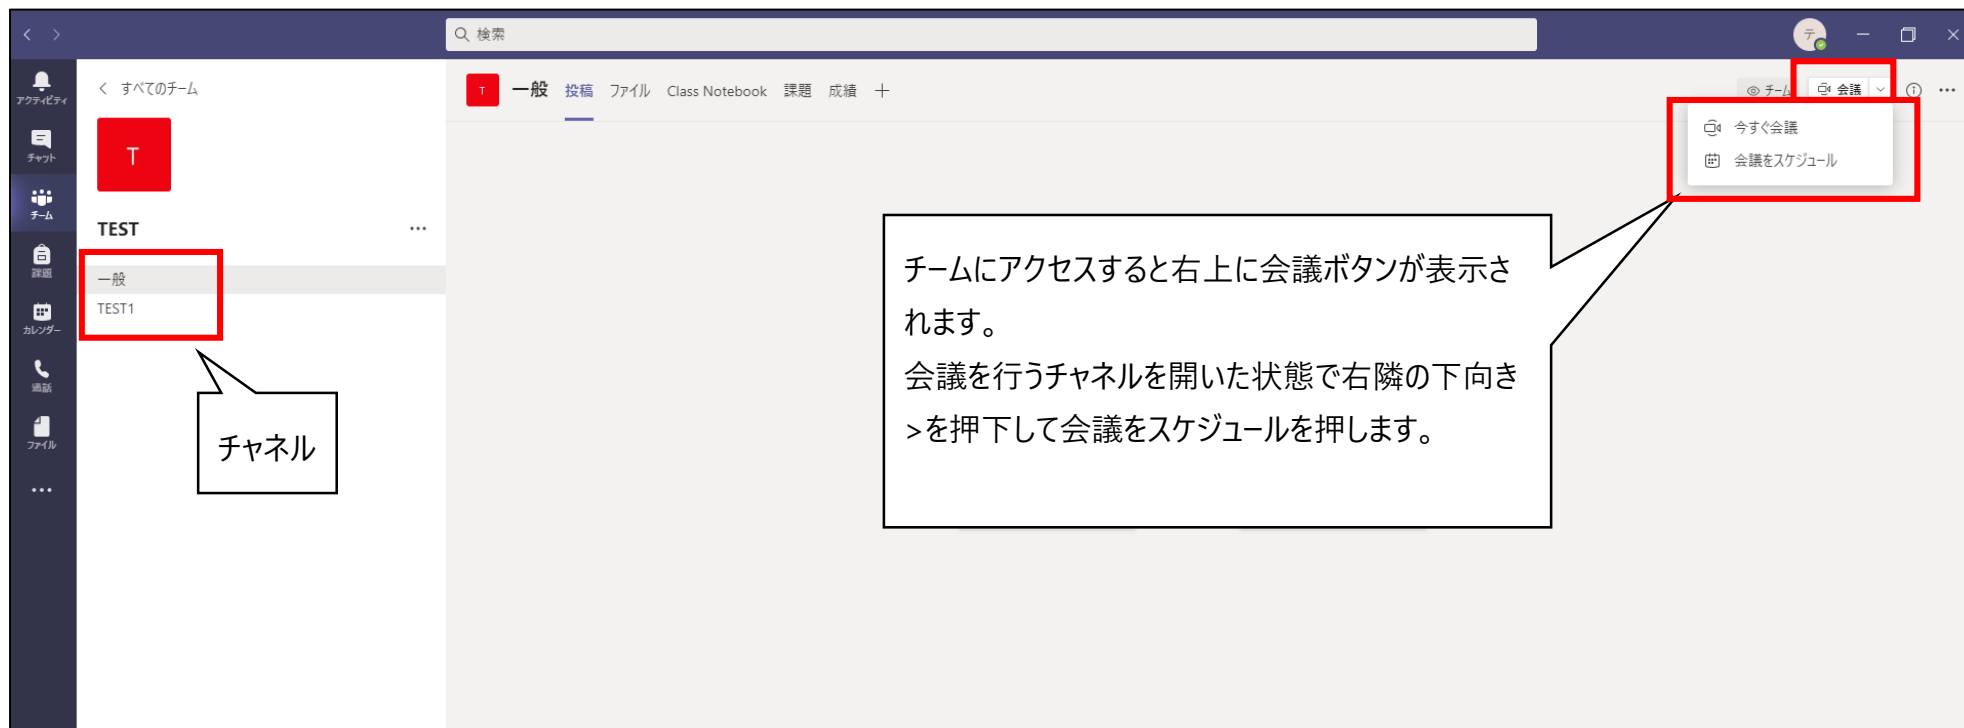 検索
テ
アクティビティ
チャット
チーム
課題
カレンダー
通話
ファイル
すべてのチーム
T
TEST
一般
TEST1
チャネル
T 一般 投稿 ファイル Class Notebook 課題 成績
チーム 会議
今すぐ会議
会議をスケジュール
チームにアクセスすると右上に会議ボタンが表示さ
れます。
会議を行うチャネルを開いた状態で右隣の下向き
>を押下して会議をスケジュールを押します。